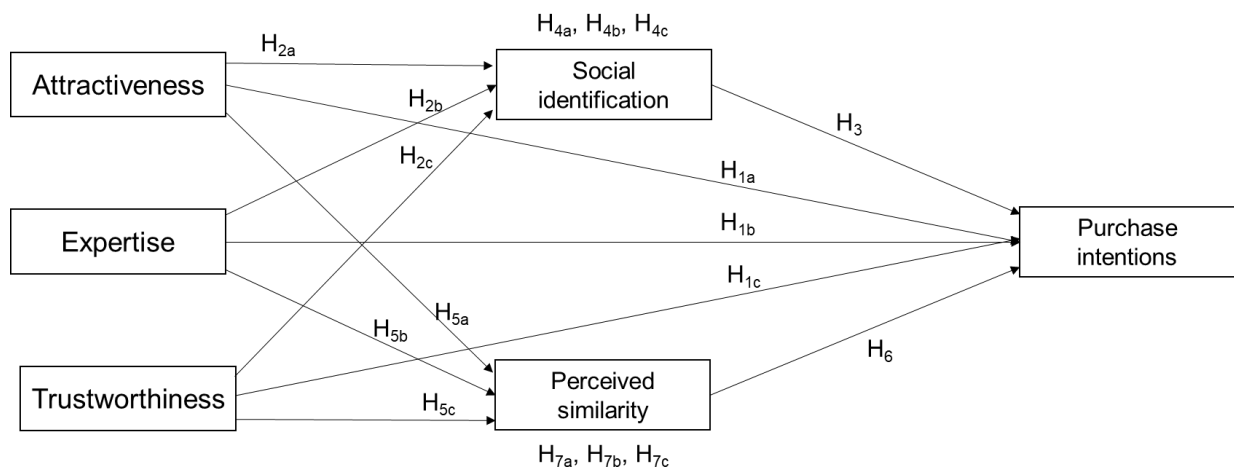 H4a, H4b, H4c
H2a
Attractiveness
Social
identification
H2b
H3
H2c
H1a
Expertise
H1b
Purchase
intentions
H1c
H5a
H5b
H6
Trustworthiness
Perceived
similarity
H5c
H7a, H7b, H7c